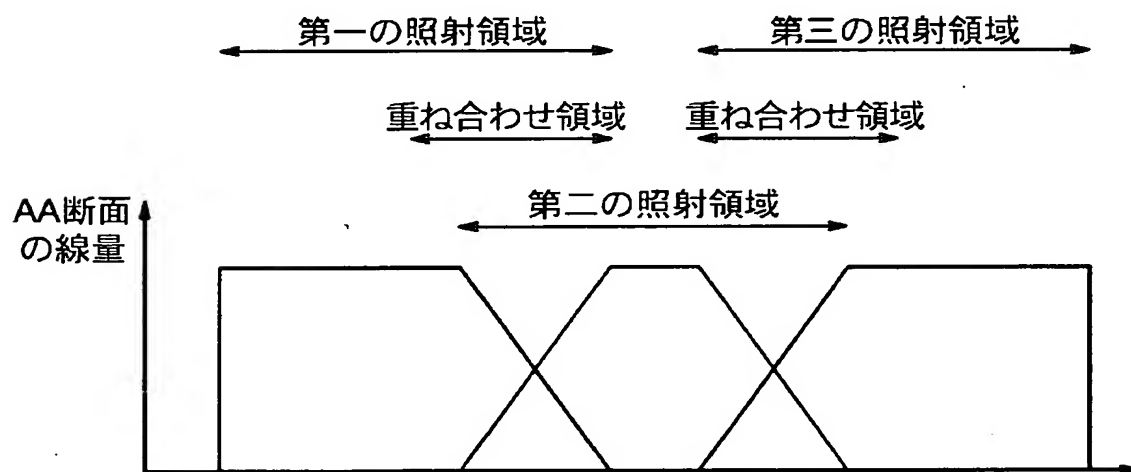 第一の照射領域
第三の照射領域
重ね合わせ領域
重ね合わせ領域
第二の照射領域
AA断面
の線量